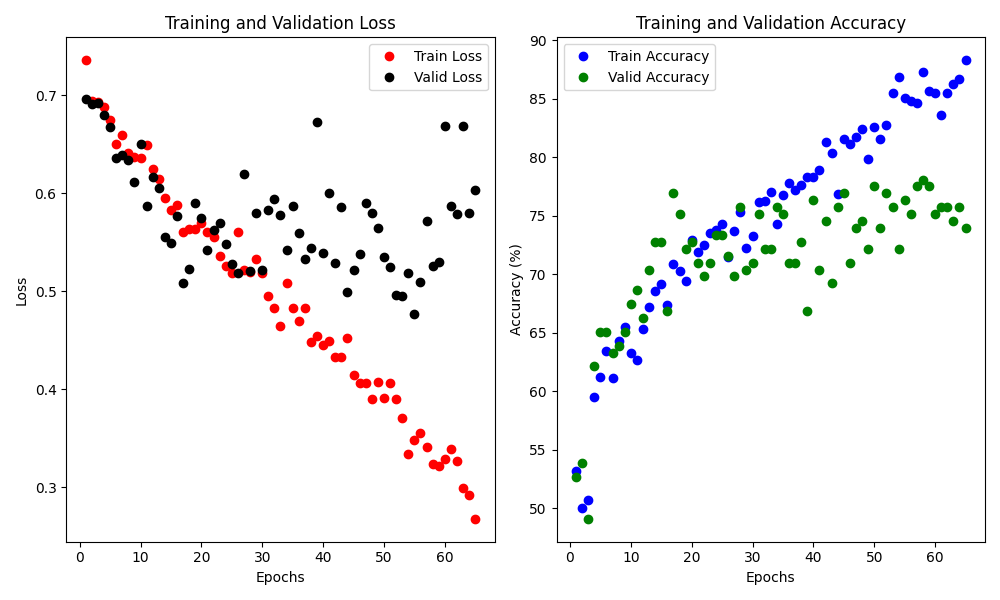 Training and Validation Loss
Train Loss
Valid Loss
0.7
0.6
0.5
0.4
0.3
Loss
0
10
20
30
40
50
60
Epochs
Training and Validation Accuracy
Train Accuracy
Valid Accuracy
90
85
80
75
70
65
60
55
50
Accuracy (%)
0
10
20
30
40
50
60
Epochs